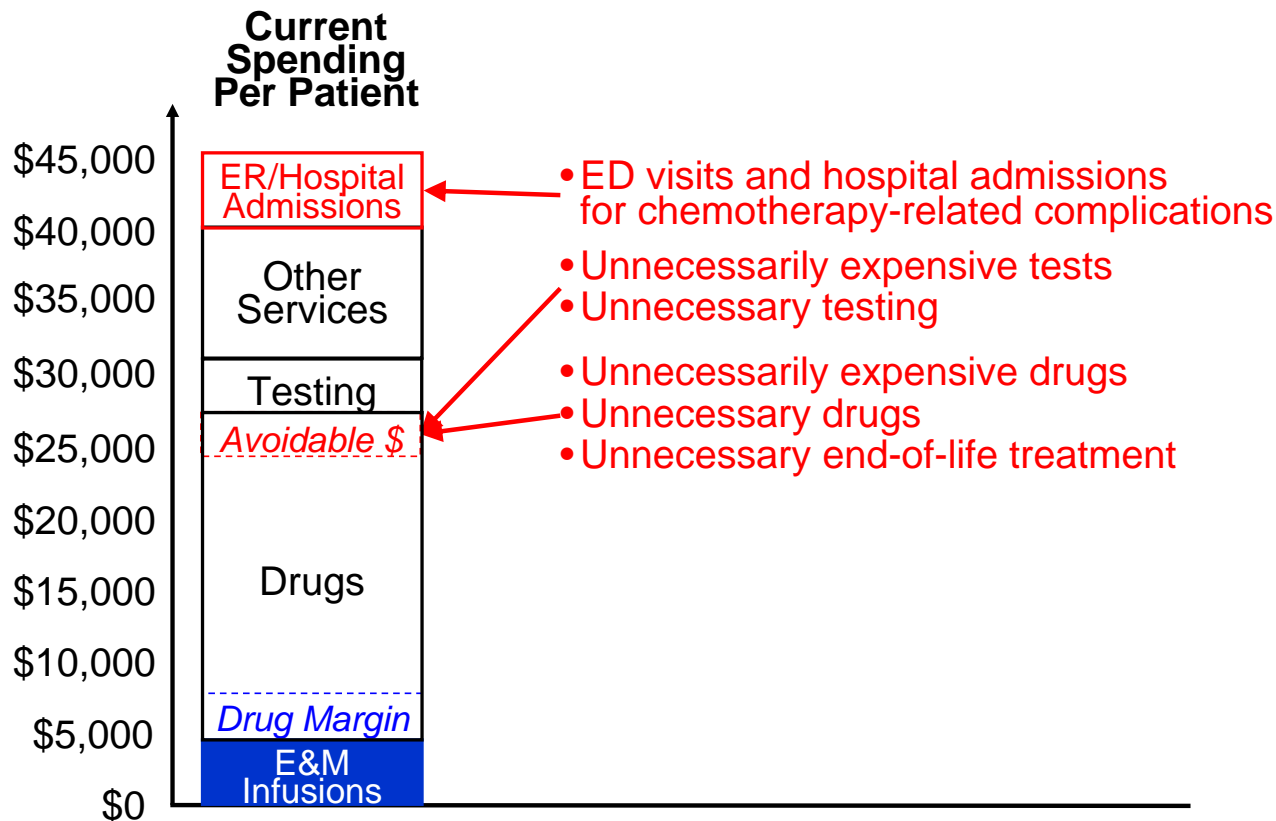 Current
Spending
Per Patient
$45,000
$40,000
$35,000
$30,000
$25,000
$20,000
$15,000
$10,000
$5,000
$0
ER/Hospital
Admissions
Other
Services
Testing
Avoidable $
Drugs
Drug Margin
E&M
Infusions
•ED visits and hospital admissions
for chemotherapy-related complications
•Unnecessarily expensive tests
•Unnecessary testing
•Unnecessarily expensive drugs
•Unnecessary drugs
•Unnecessary end-of-life treatment